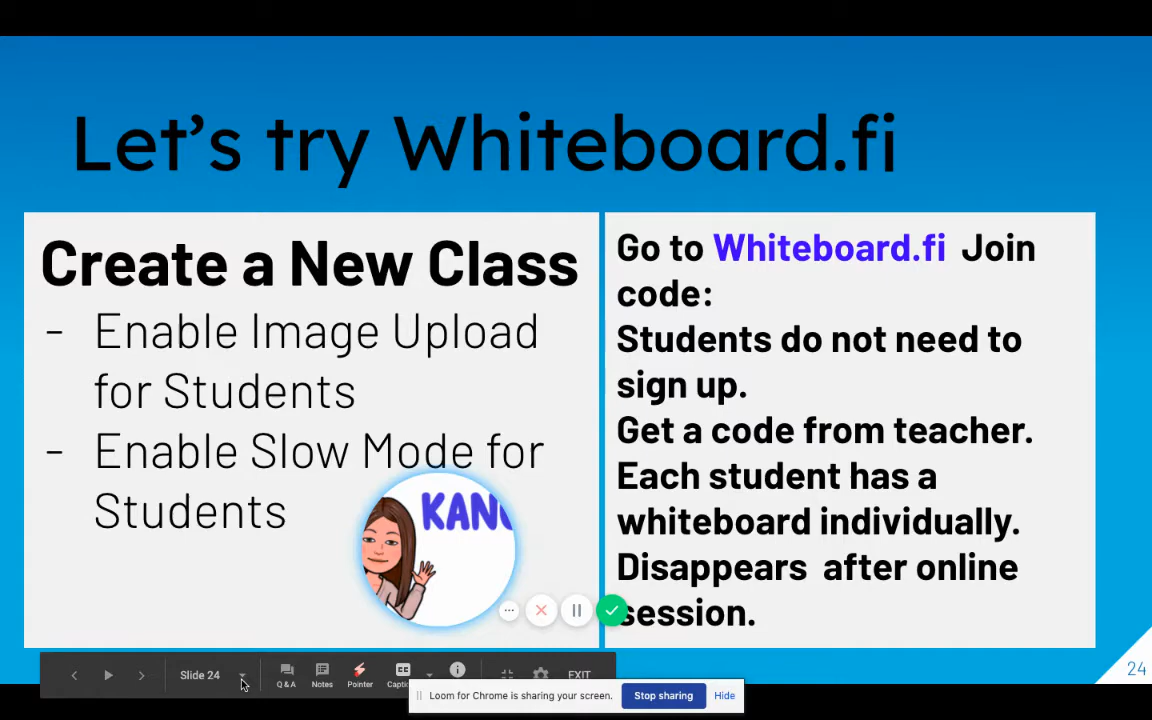 Let's try Whiteboard.fi
Create a New Class
- Enable Image Upload
for Students
- Enable Slow Mode for
Students
Go to Whiteboard.fi Join
code:
Students do not need to
sign up.
Get a code from teacher.
Each student has a
whiteboard individually.
Disappears after online
session.
24
Slide 24
Q & A
Notes
Pointer
EXIT
Loom for Chrome is sharing your screen.
Stop sharing
Hide